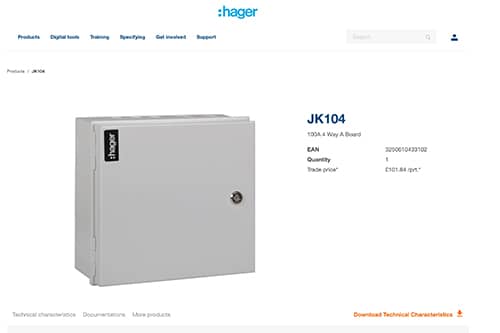 :hager
Products Digital tools Training Specifying Get involved Support
Search
Products / JK104
:hager
JK104
100A 4 Way A Board
EAN 3250610433102
Quantity 1
Trade price* £101.84 /prt.*
Technical characteristics Documentations More products
Download Technical Characteristics